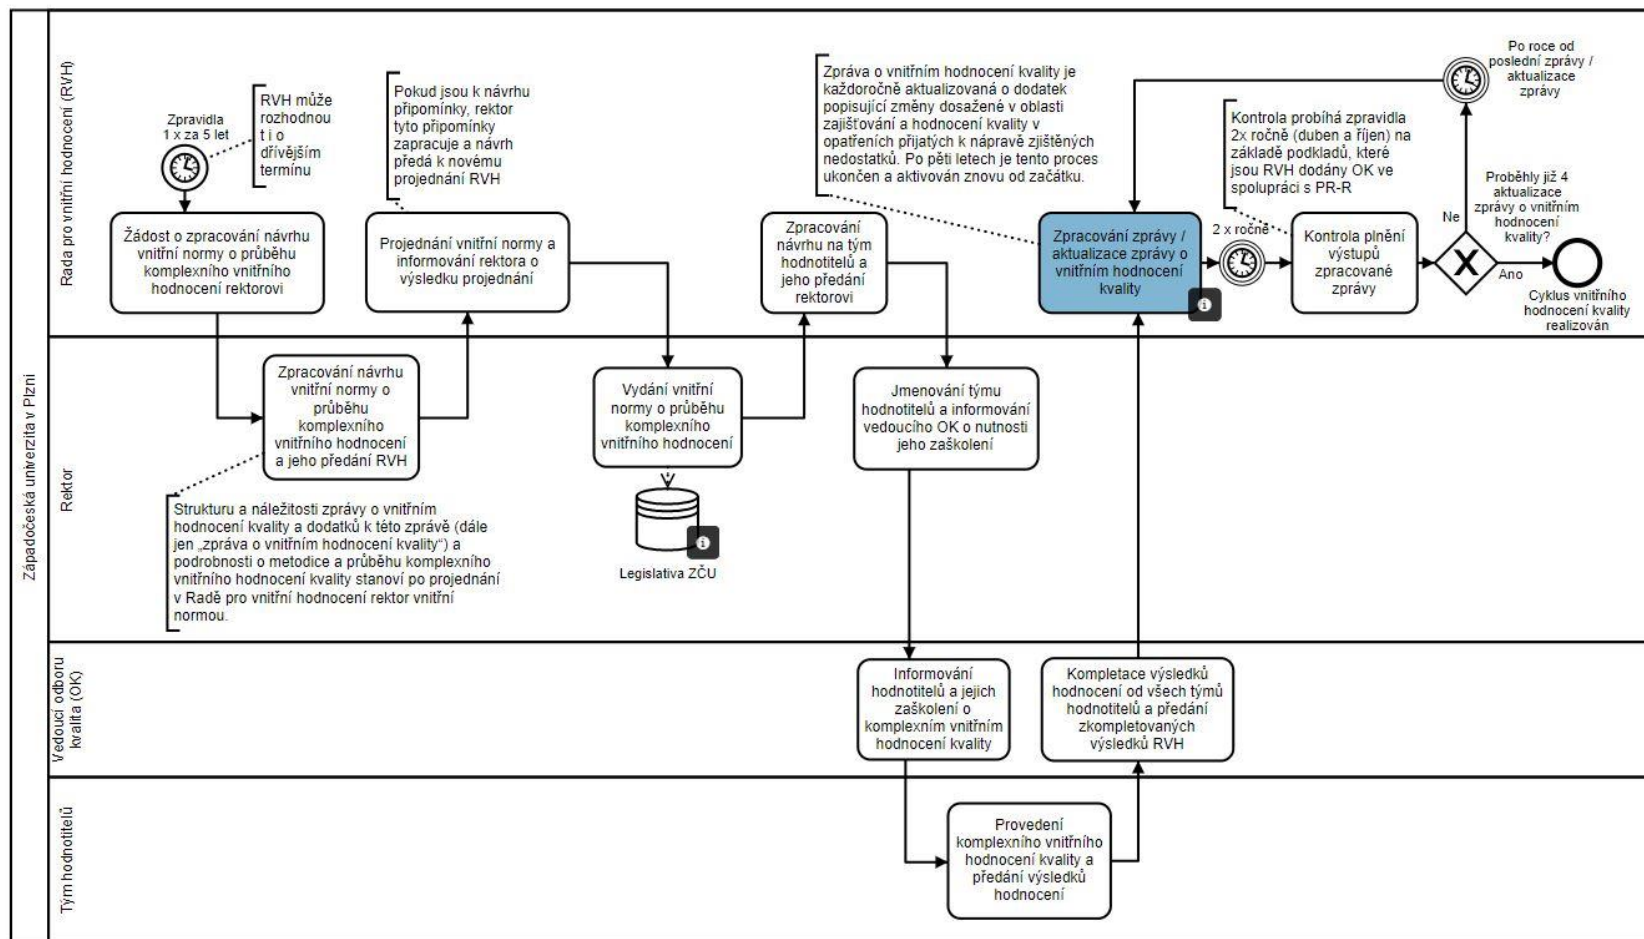 Západočeská univerzita v Plzni
Rada pro vnitřní hodnocení (RVH)
Zpravidla
1 x za 5 let
RVH může
rozhodnou
t i o
dřívějším
termínu
Žádost o zpracování návrhu
vnitřní normy o průběhu
komplexního vnitřního
hodnocení rektorovi
Pokud jsou k návrhu
připomínky, rektor
tyto připomínky
zapracuje a návrh
předá k novému
projednání RVH
Projednání vnitřní normy a
informování rektora o
výsledku projednání
Zpracování
návrhu na tým
hodnotitelů a
jeho předání
rektorovi
Zpráva o vnitřním hodnocení kvality je
každoročně aktualizovaná o dodatek
popisující změny dosažené v oblasti
zajišťování a hodnocení kvality v
opatřeních přijatých k nápravě zjištěných
nedostatků. Po pěti letech je tento proces
ukončen a aktivován znovu od začátku.
Zpracování zprávy /
aktualizace zprávy o
vnitřním hodnocení
kvality
2 x ročně
Kontrola probíhá zpravidla
2x ročně (duben a říjen) na
základě podkladů, které
jsou RVH dodány OK ve
spolupráci s PR-R
Kontrola plnění
výstupů
zpracované
zprávy
Po roce od
poslední zprávy /
aktualizace
zprávy
Proběhly již 4
aktualizace
zprávy o vnitřním
hodnocení
kvality?
Ne
Ano
Cyklus vnitřního
hodnocení kvality
realizován
Rektor
Zpracování návrhu
vnitřní normy o
průběhu
komplexního
vnitřního hodnocení
a jeho předání RVH
Strukturu a náležitosti zprávy o vnitřním
hodnocení kvality a dodatků k této zprávě (dále
jen „zpráva o vnitřním hodnocení kvality“) a
podrobnosti o metodice a průběhu komplexního
vnitřního hodnocení kvality stanoví po projednání
v Radě pro vnitřní hodnocení rektor vnitřní
normou.
Vydání vnitřní
normy o průběhu
komplexního
vnitřního hodnocení
Legislativa ZČU
Jmenování týmu
hodnotitelů a informování
vedoucího OK o nutnosti
jeho zaškolení
Vedoucí odboru
kvalita (OK)
Informování
hodnotitelů a jejich
zaškolení o
komplexním vnitřním
hodnocení kvality
Kompletace výsledků
hodnocení od všech týmů
hodnotitelů a předání
zkompletovaných
výsledků RVH
Tým hodnotitelů
Provedení
komplexního vnitřního
hodnocení kvality a
předání výsledků
hodnocení